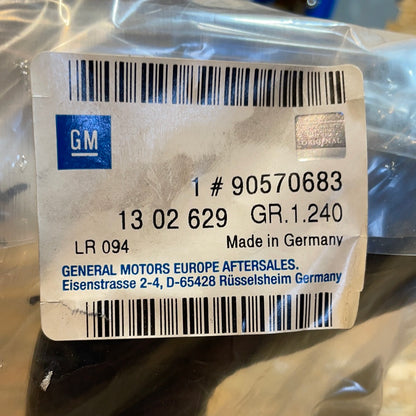 GM
ORIGINAL
1 # 90570683
13 02 629 GR.1.240
LR 094 Made in Germany
GENERAL MOTORS EUROPE AFTERSALES.
Eisenstrasse 2-4, D-65428 Rüsselsheim Germany